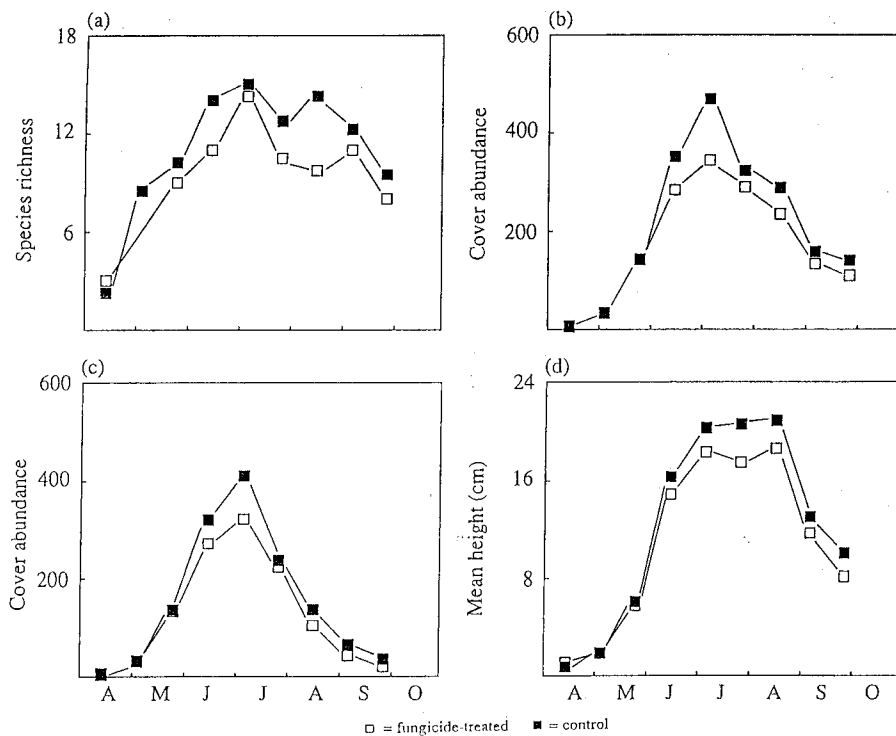 (a)
18
12
6
Species richness
(b)
600
400
200
Cover abundance
(c)
600
400
200
Cover abundance
A M J J A S O
(d)
24
16
8
Mean height (cm)
A M J J A S O
□ = fungicide-treated ■ = control